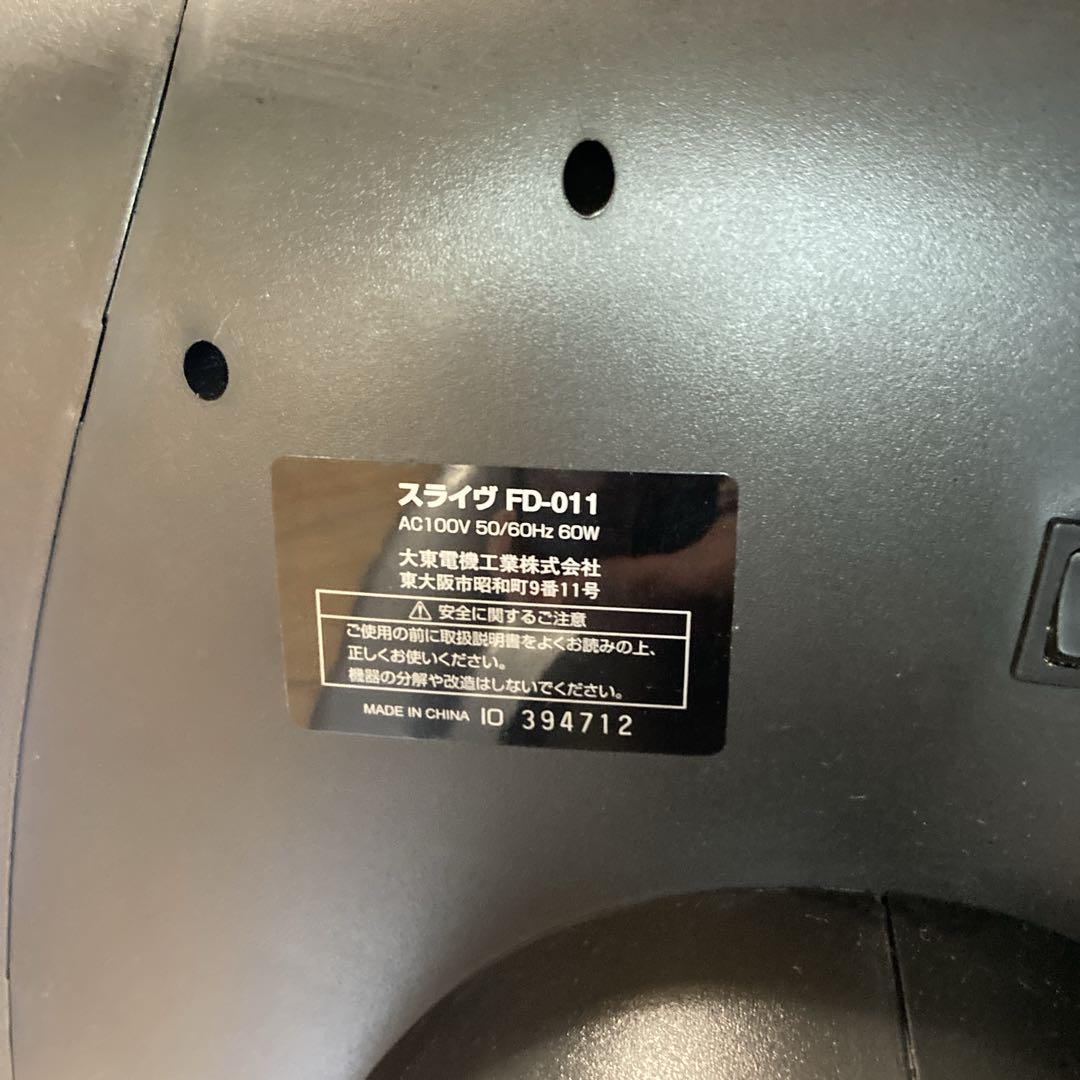 スライヴ FD-011
AC100V 50/60Hz 60W
大東電機工業株式会社
東大阪市昭和町9番11号
⚠ 安全に関するご注意
ご使用の前に取扱説明書をよくお読みの上、
正しくお使いください。
機器の分解や改造はしないでください。
MADE IN CHINA IO 394712